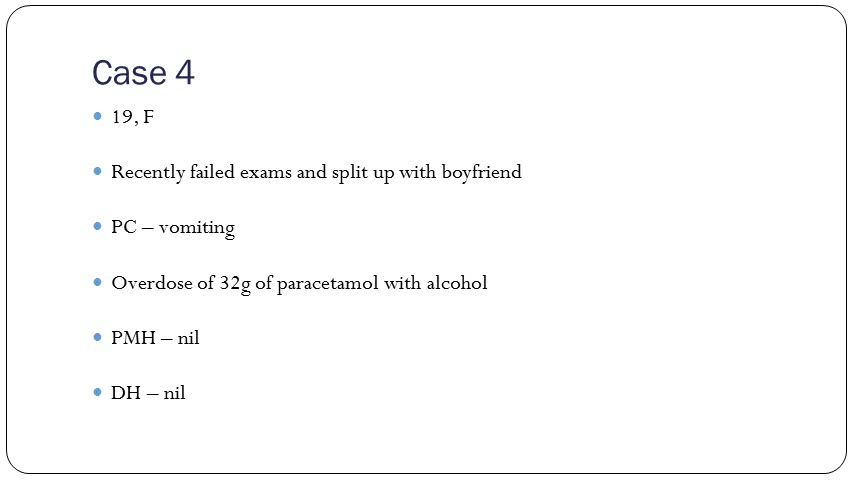 Case 4
19, F
Recently failed exams and split up with boyfriend
PC – vomiting
Overdose of 32g of paracetamol with alcohol
PMH – nil
DH – nil